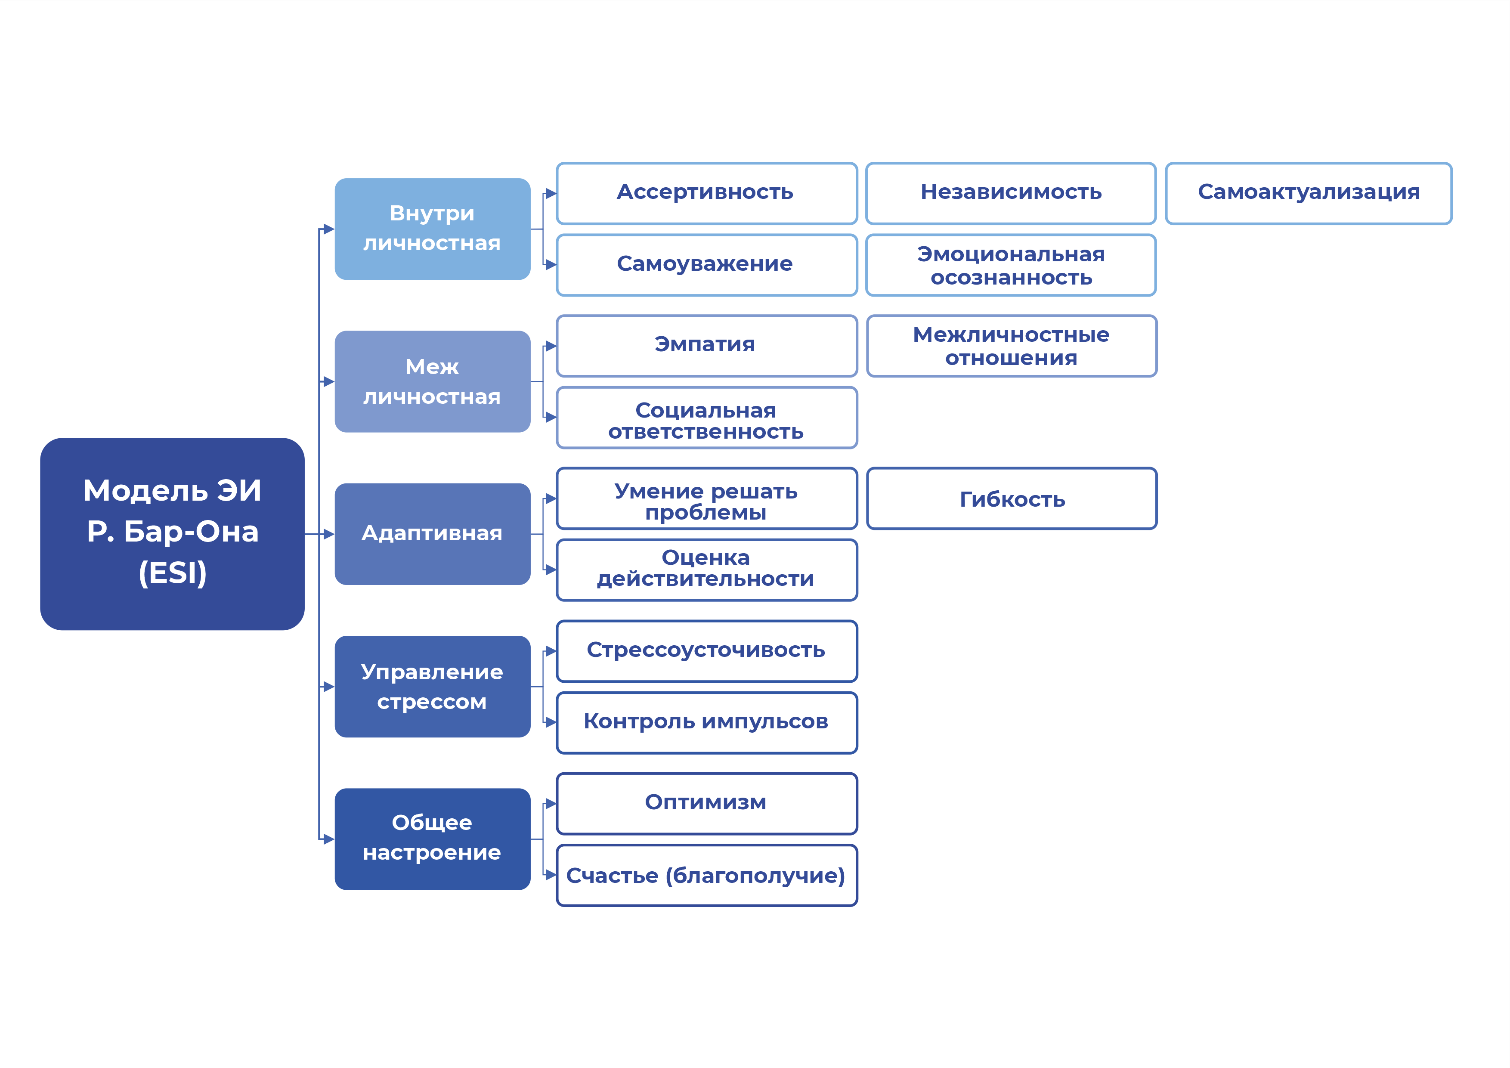 Модель ЭИ
Р. Бар-Она
(ESI)
Внутри
личностная
Ассертивность
Независимость
Самоактуализация
Самоуважение
Эмоциональная
осознанность
Меж
личностная
Эмпатия
Межличностные
отношения
Социальная
ответственность
Адаптивная
Умение решать
проблемы
Гибкость
Оценка
действительности
Управление
стрессом
Стрессоусточивость
Контроль импульсов
Общее
настроение
Оптимизм
Счастье (благополучие)